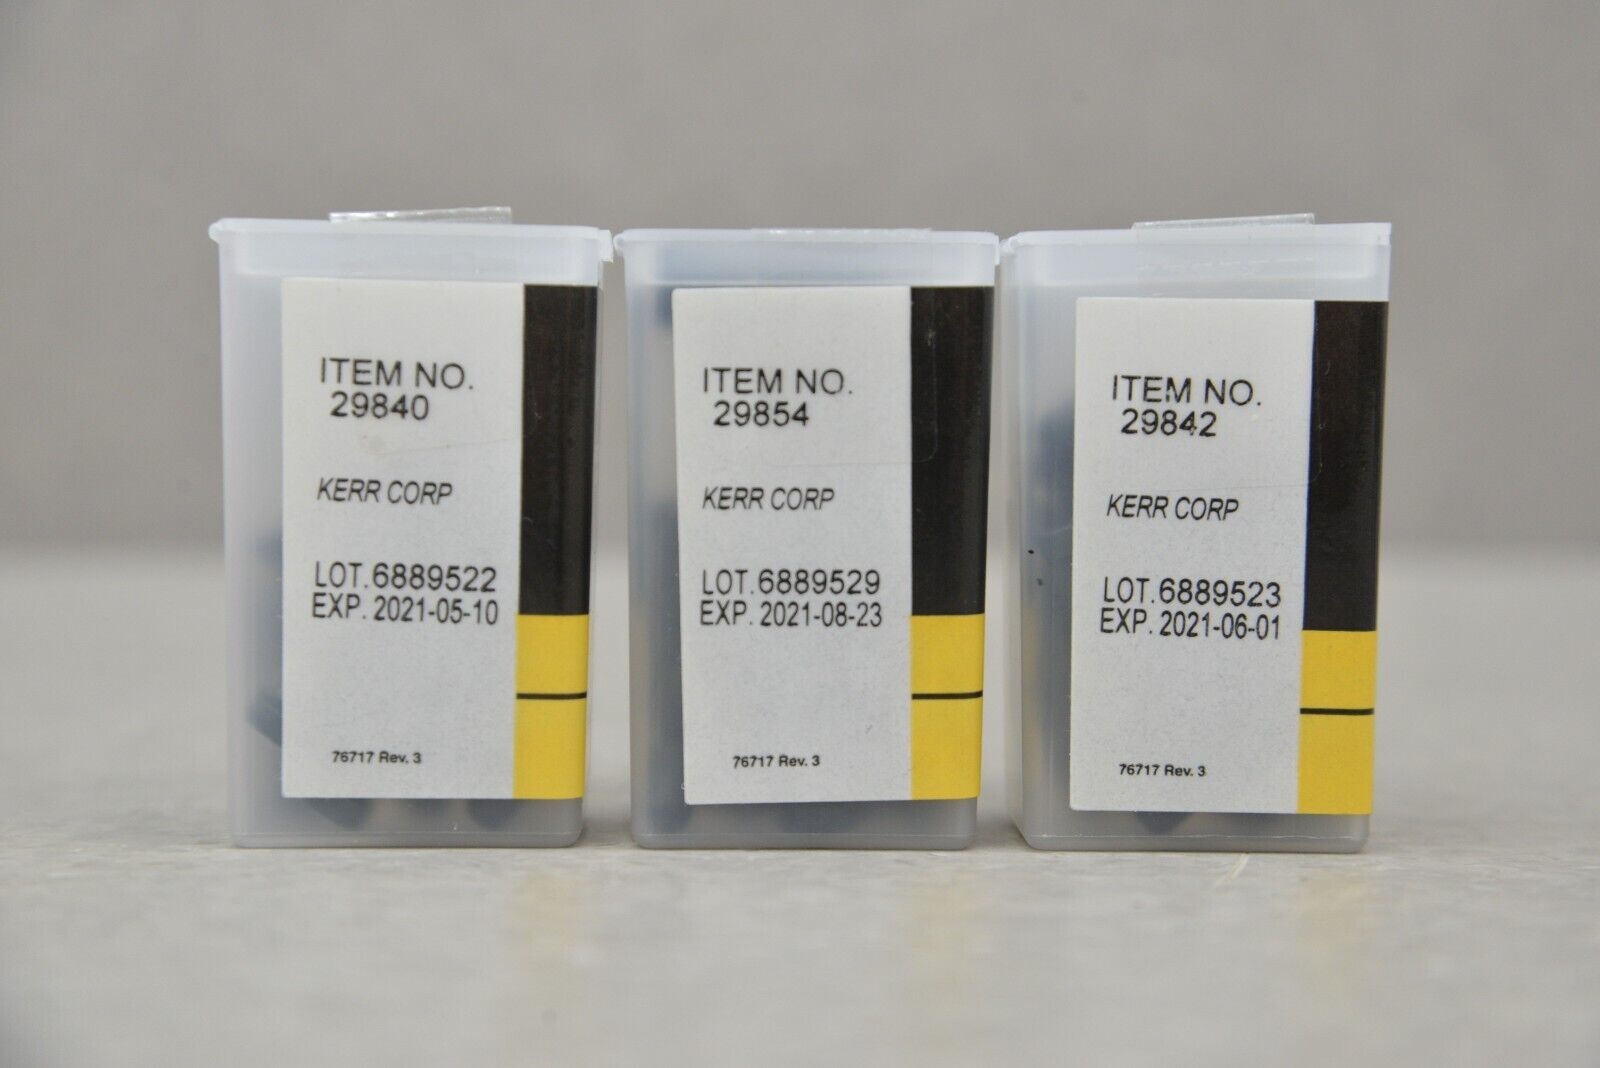 ITEM NO.
29840
KERR CORP
LOT.6889522
EXP. 2021-05-10
76717 Rev. 3
ITEM NO.
29854
KERR CORP
LOT.6889529
EXP. 2021-08-23
76717 Rev. 3
ITEM NO.
29842
KERR CORP
LOT.6889523
EXP. 2021-06-01
76717 Rev. 3